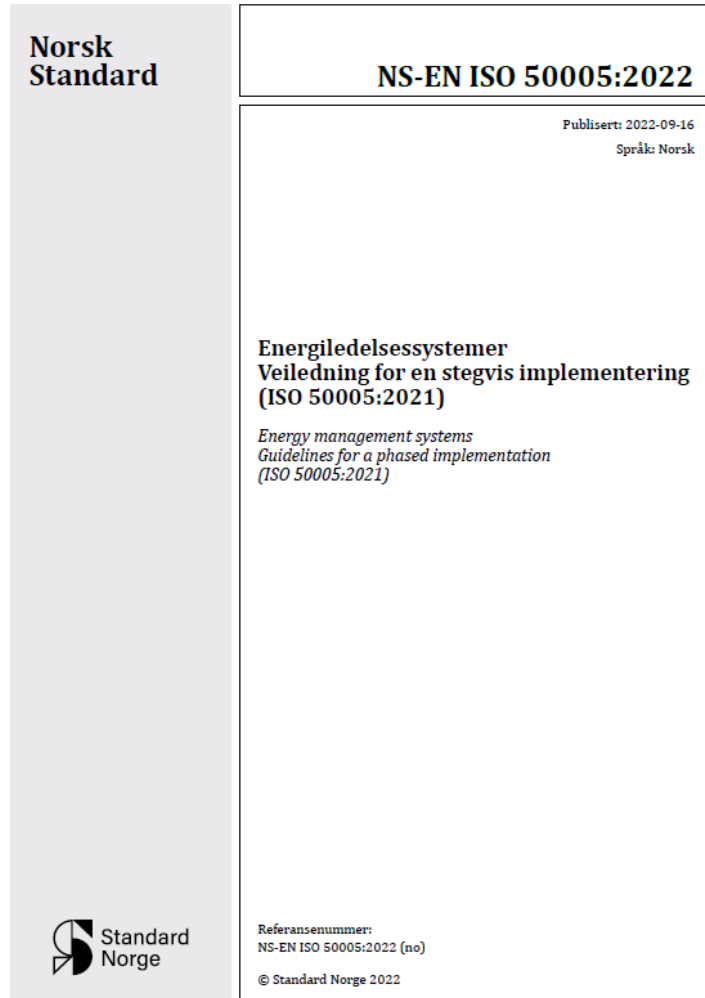 Norsk
Standard
NS-EN ISO 50005:2022
Publisert: 2022-09-16
Språk: Norsk
Energiledelsessystemer
Veiledning for en stegvis implementering
(ISO 50005:2021)
Energy management systems
Guidelines for a phased implementation
(ISO 50005:2021)
Standard
Norge
Referansenummer:
NS-EN ISO 50005:2022 (no)
© Standard Norge 2022